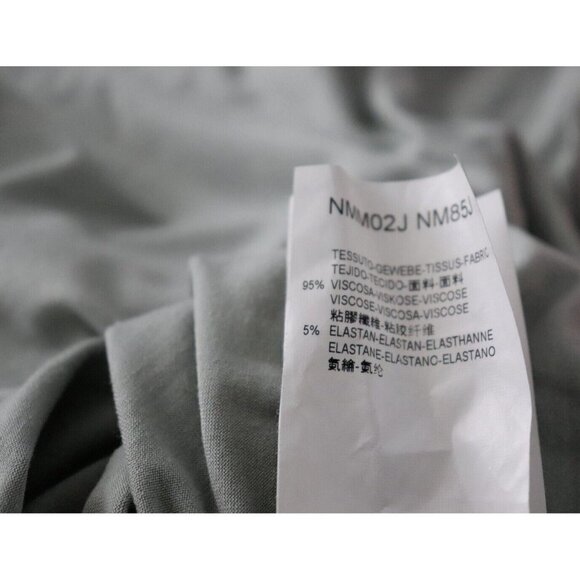 NMM02J NM85J
TESSUTO-GEWEBE-TISSUS-FABRIC
TEJIDO-TECIDO-面料-面料
95% VISCOSA-VISKOSE-VISCOSE
VISCOSE-VISCOSA-VISCOSE
粘膠纖維-粘胶纤维
5% ELASTAN-ELASTAN-ELASTHANNE
ELASTANE-ELASTANO-ELASTANO
氨綸-氨纶